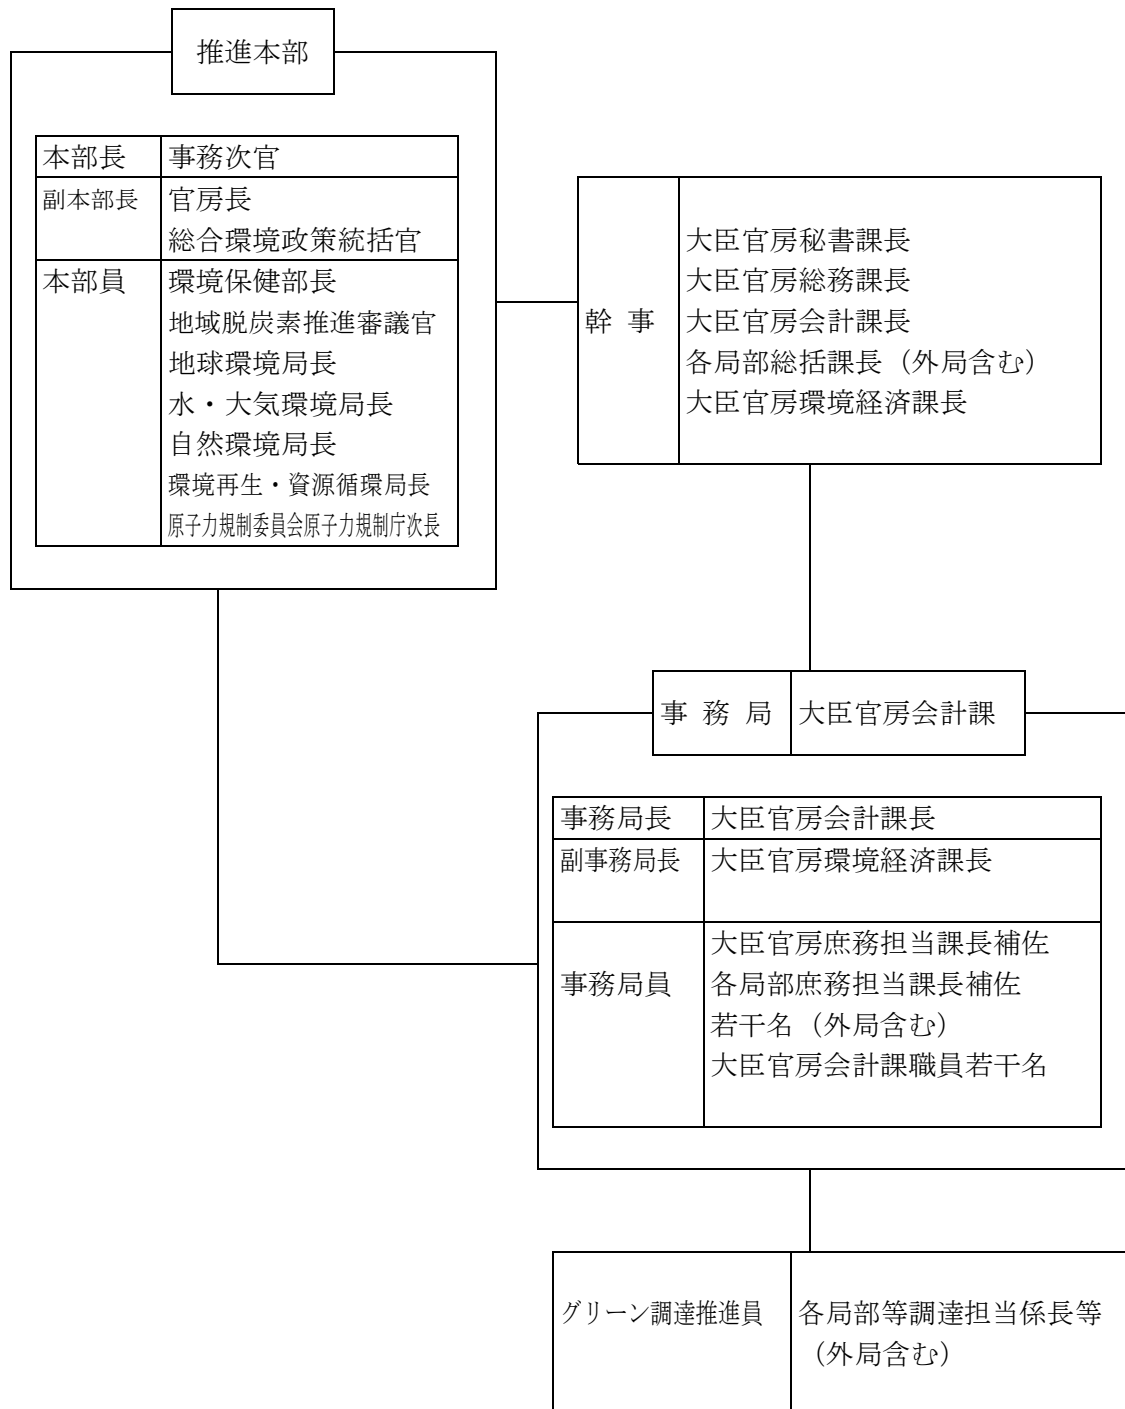 推進本部
本部長 事務次官
副本部長 官房長
総合環境政策統括官
本部員 環境保健部長
地域脱炭素推進審議官
地球環境局長
水・大気環境局長
自然環境局長
環境再生・資源循環局長
原子力規制委員会原子力規制庁次長
大臣官房秘書課長
大臣官房総務課長
幹 事 大臣官房会計課長
各局部総括課長（外局含む）
大臣官房環境経済課長
事 務 局 大臣官房会計課
事務局長 大臣官房会計課長
副事務局長 大臣官房環境経済課長
大臣官房庶務担当課長補佐
事務局員 各局部庶務担当課長補佐
若干名（外局含む）
大臣官房会計課職員若干名
グリーン調達推進員 各局部等調達担当係長等
（外局含む）